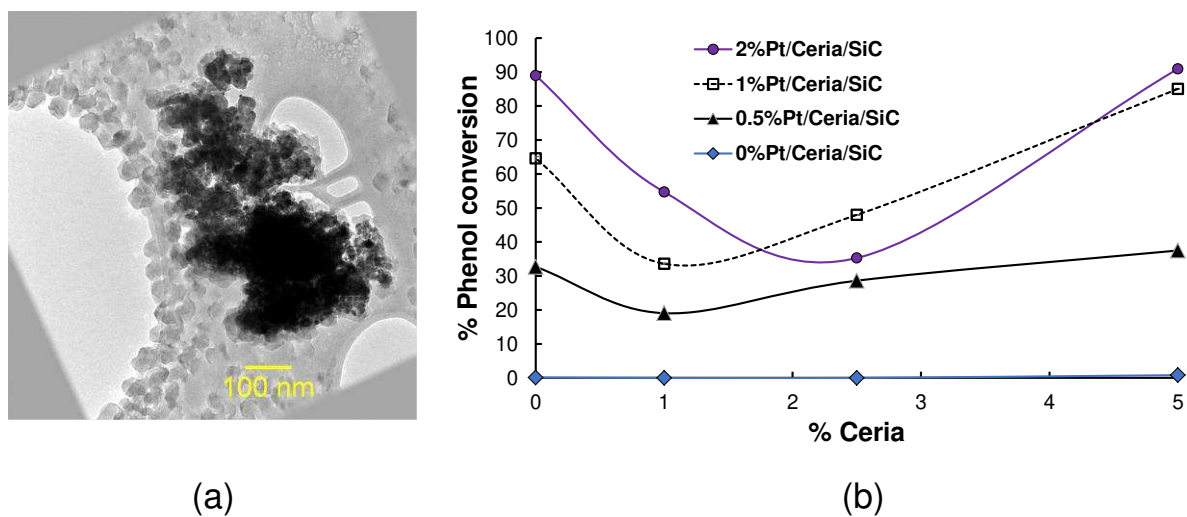 100 nm
(a)
% Phenol conversion
100
90
80
70
60
50
40
30
20
10
0
2%Pt/Ceria/SiC
1%Pt/Ceria/SiC
0.5%Pt/Ceria/SiC
0%Pt/Ceria/SiC
0 1 2 3 4 5
% Ceria
(b)